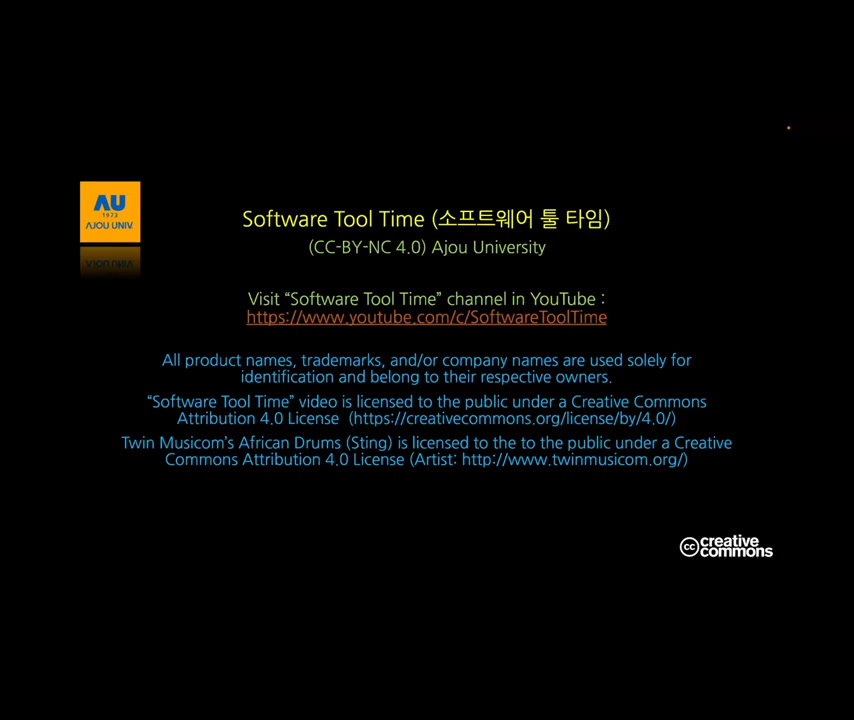 AU
1973
AJOU UNIV.
Software Tool Time (소프트웨어 툴 타임)
(CC-BY-NC 4.0) Ajou University
Visit “Software Tool Time” channel in YouTube :
https://www.youtube.com/c/SoftwareToolTime
All product names, trademarks, and/or company names are used solely for
identification and belong to their respective owners.
“Software Tool Time” video is licensed to the public under a Creative Commons
Attribution 4.0 License (https://creativecommons.org/license/by/4.0/)
Twin Musicom’s African Drums (Sting) is licensed to the to the public under a Creative
Commons Attribution 4.0 License (Artist: http://www.twinmusicom.org/)
cc creative
commons